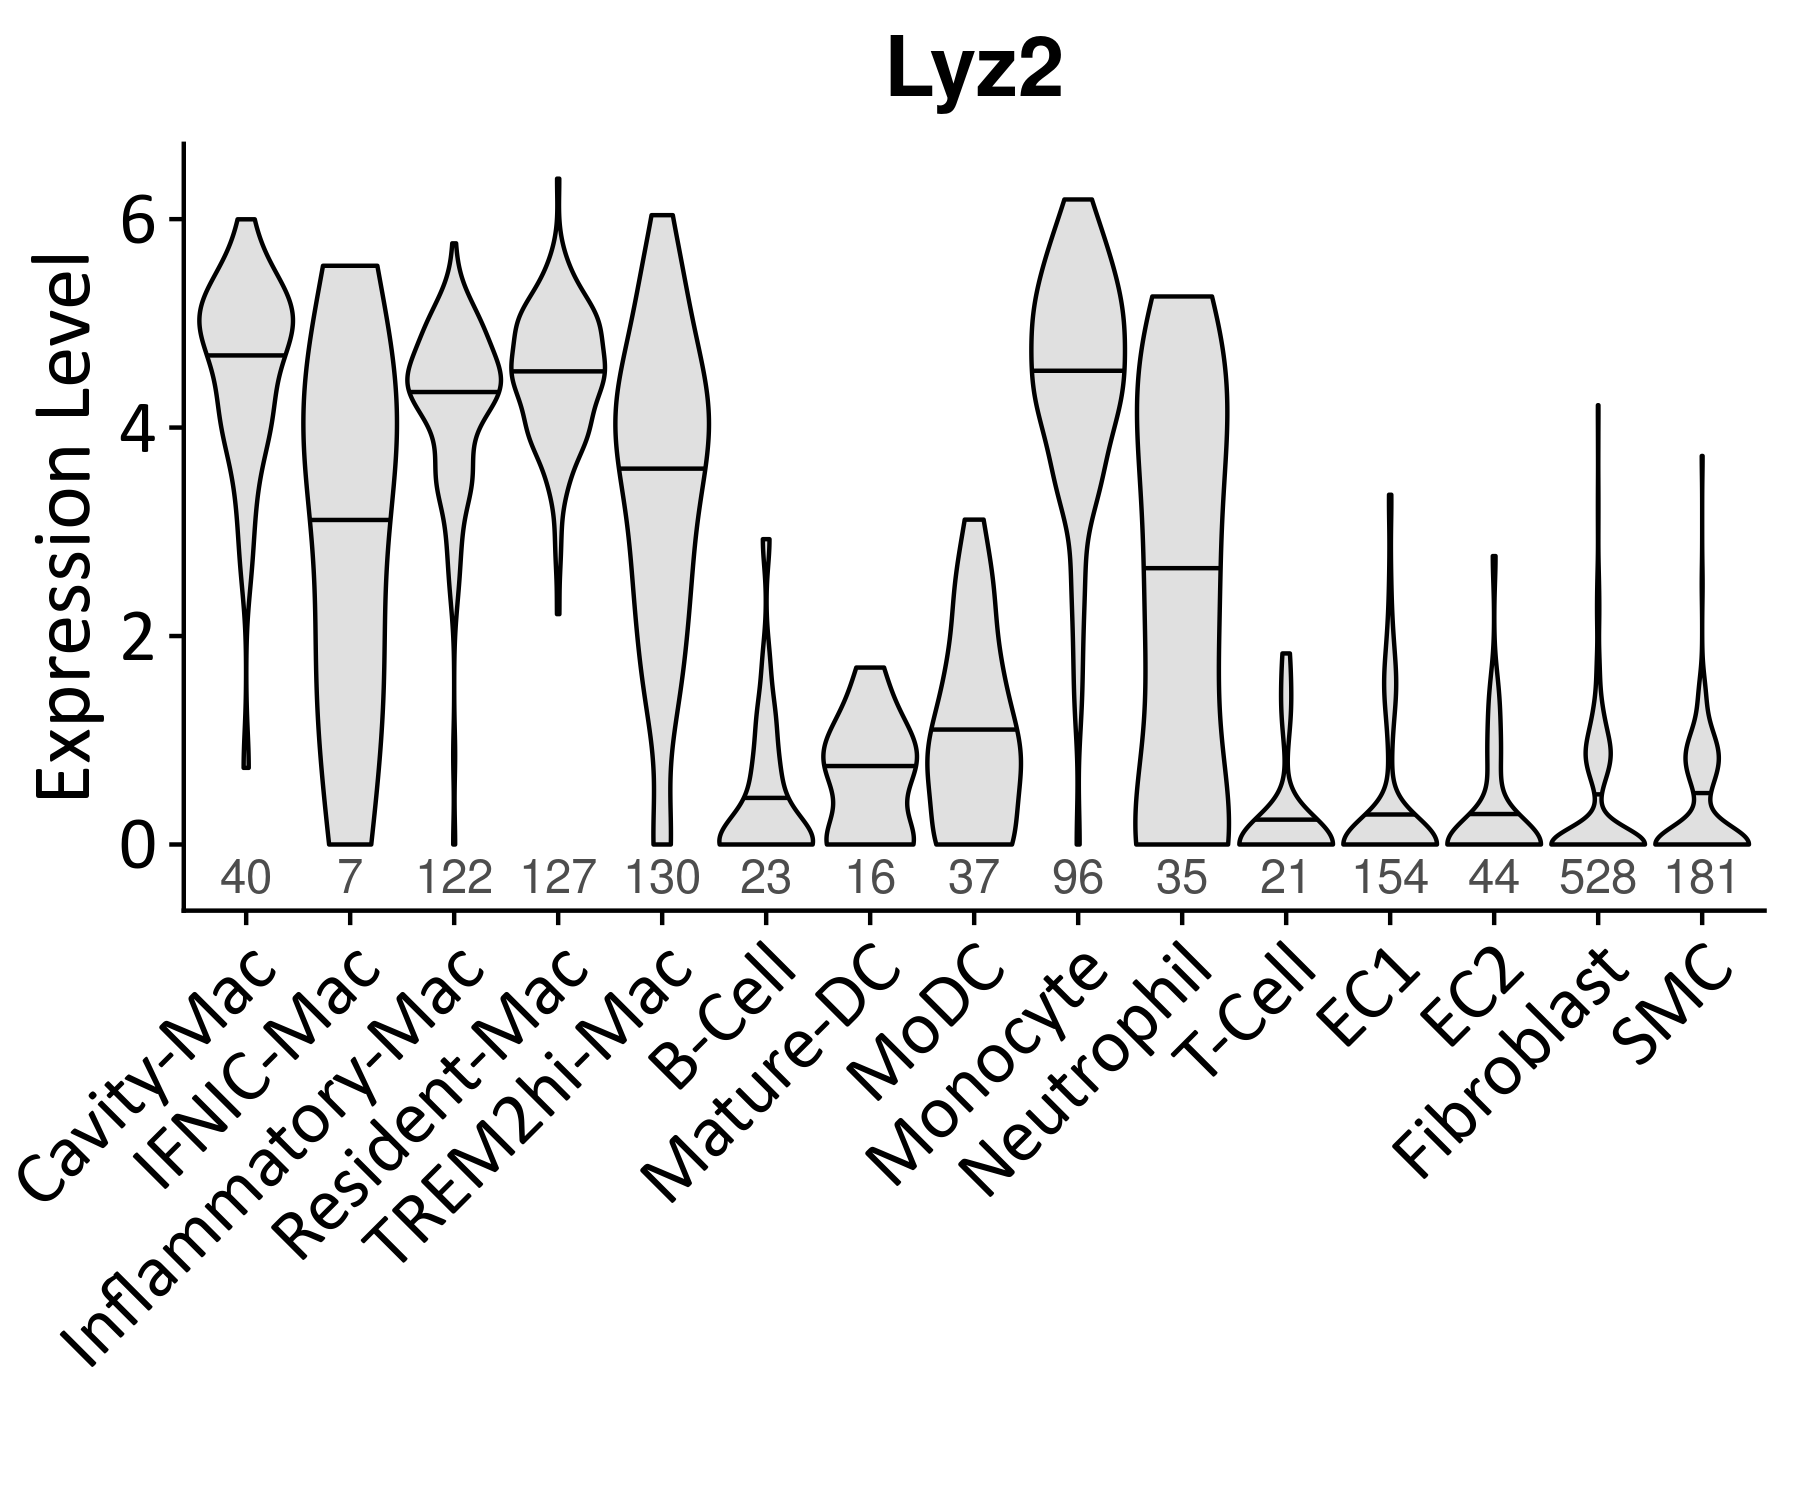 Lyz2
Expression Level
6
4
2
0
40 7 122 127 130 23 16 37 96 35 21 154 44 528 181
Cavity-Mac
IFNIC-Mac
Inflammatory-Mac
Resident-Mac
TREM2hi-Mac
B-Cell
Mature-DC
MoDC
Monocyte
Neutrophil
T-Cell
EC1
EC2
Fibroblast
SMC